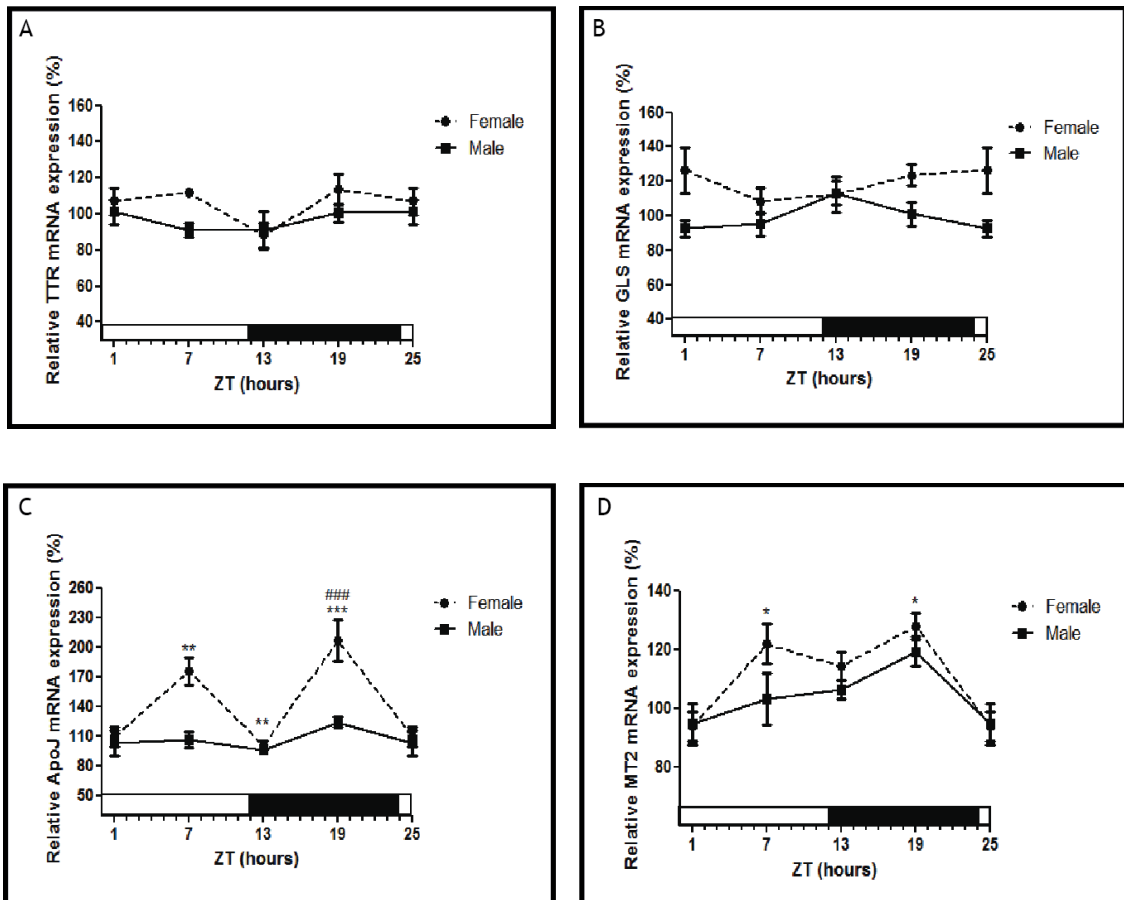 A
Relative TTR mRNA expression (%)
160
140
120
100
80
60
40
1 7 13 19 25
ZT (hours)
Female
Male
B
Relative GLS mRNA expression (%)
160
140
120
100
80
60
40
1 7 13 19 25
ZT (hours)
Female
Male
C
Relative ApoJ mRNA expression (%)
260
230
200
170
140
110
80
50
**
**
###
***
1 7 13 19 25
ZT (hours)
Female
Male
D
Relative MT2 mRNA expression (%)
140
120
100
80
*
*
1 7 13 19 25
ZT (hours)
Female
Male